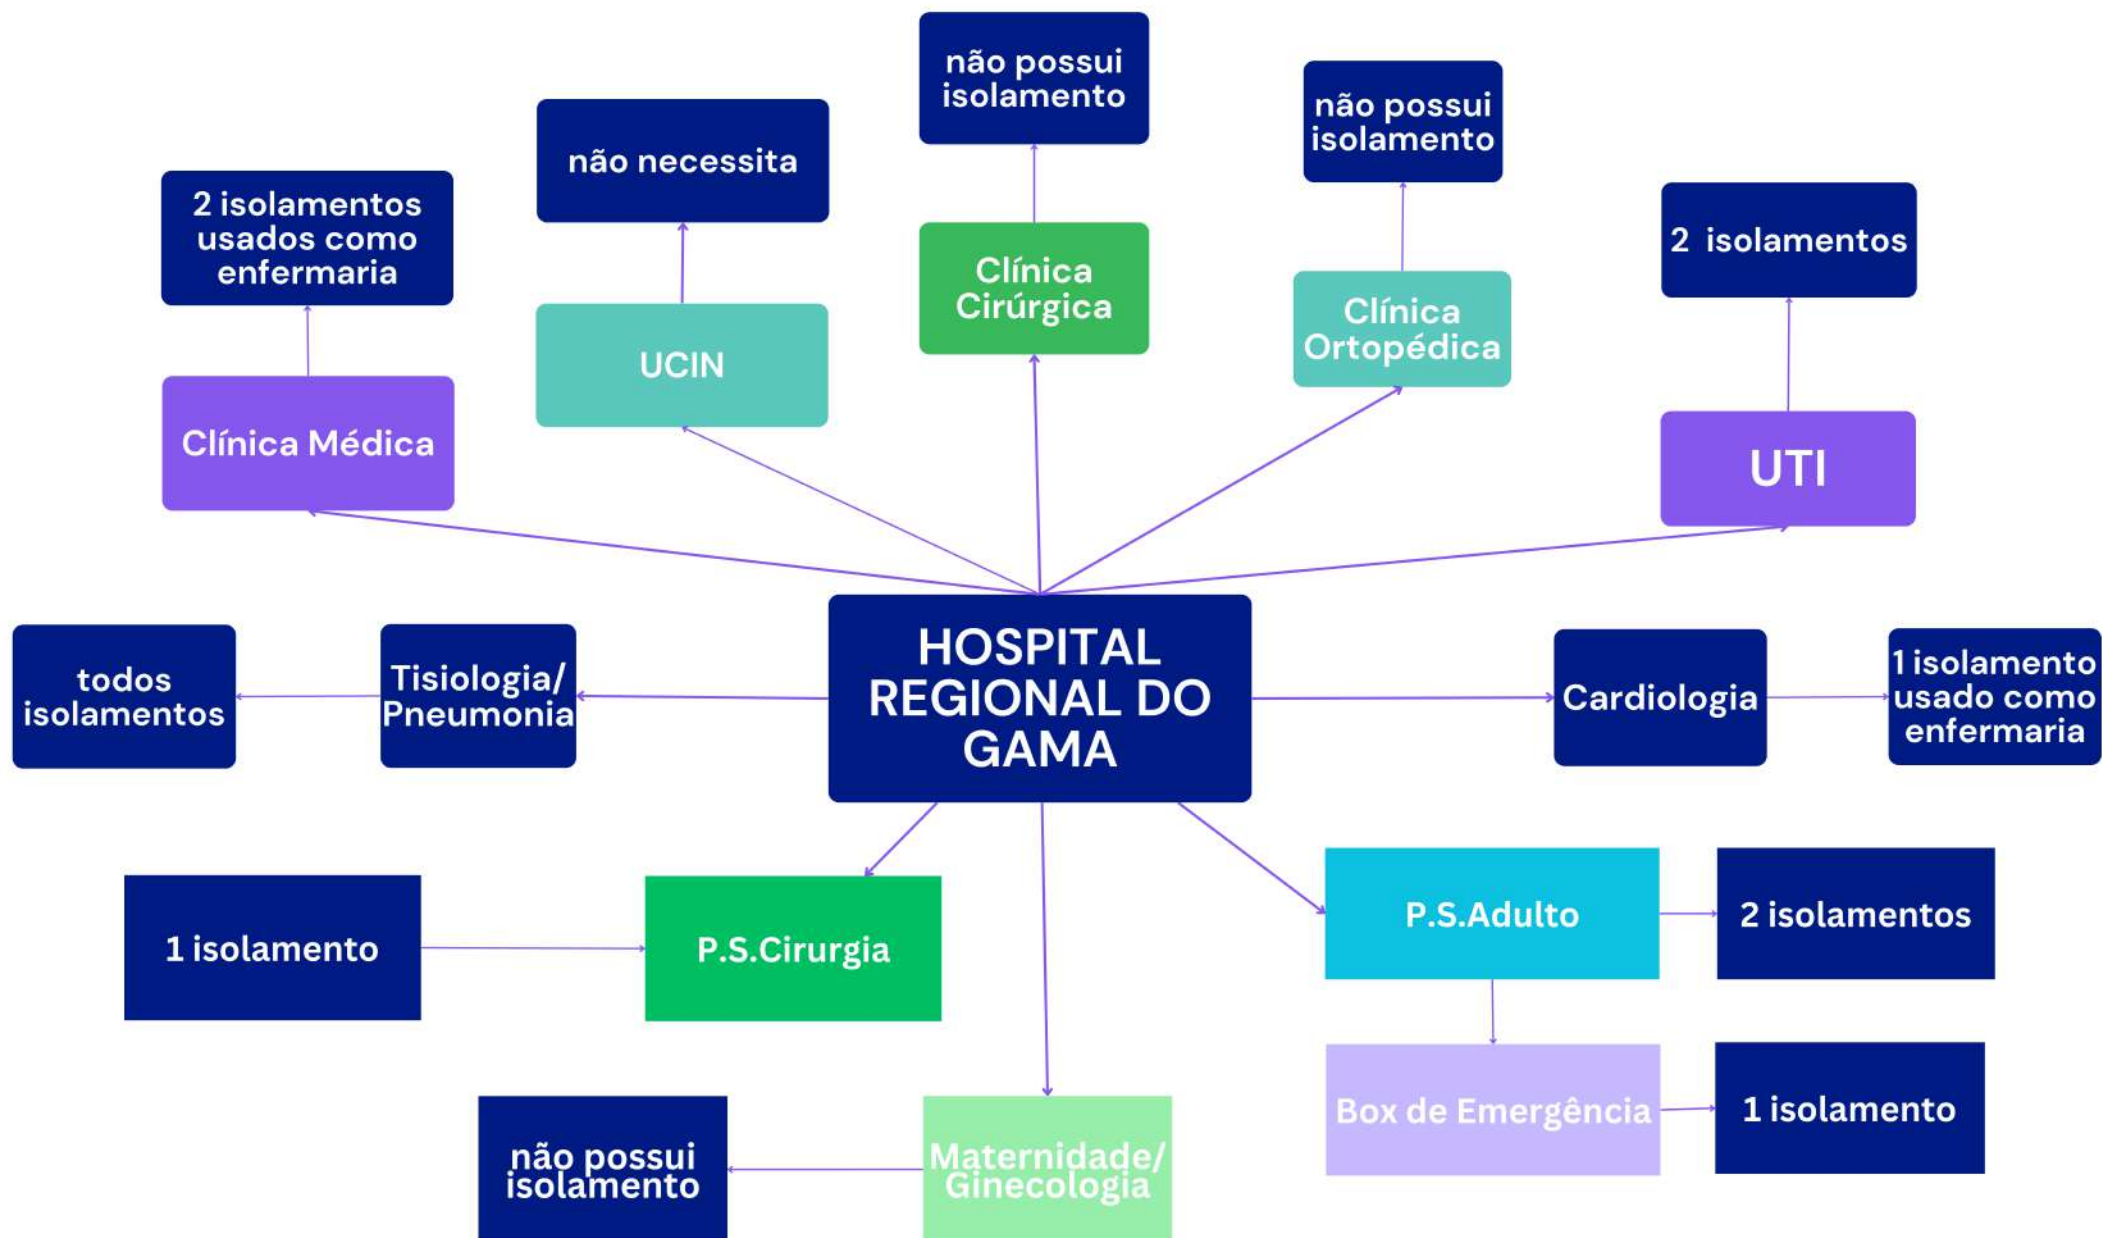 não possui
isolamento
não possui
isolamento
não necessita
2 isolamentos
usados como
enfermaria
2 isolamentos
Clínica
Cirúrgica
Clínica
Ortopédica
UCIN
Clínica Médica
UTI
HOSPITAL
REGIONAL DO
GAMA
todos
isolamentos
Tisiologia/
Pneumonia
Cardiologia
1 isolamento
usado como
enfermaria
1 isolamento
P.S.Cirurgia
P.S.Adulto
2 isolamentos
Box de Emergência
1 isolamento
não possui
isolamento
Maternidade/
Ginecologia